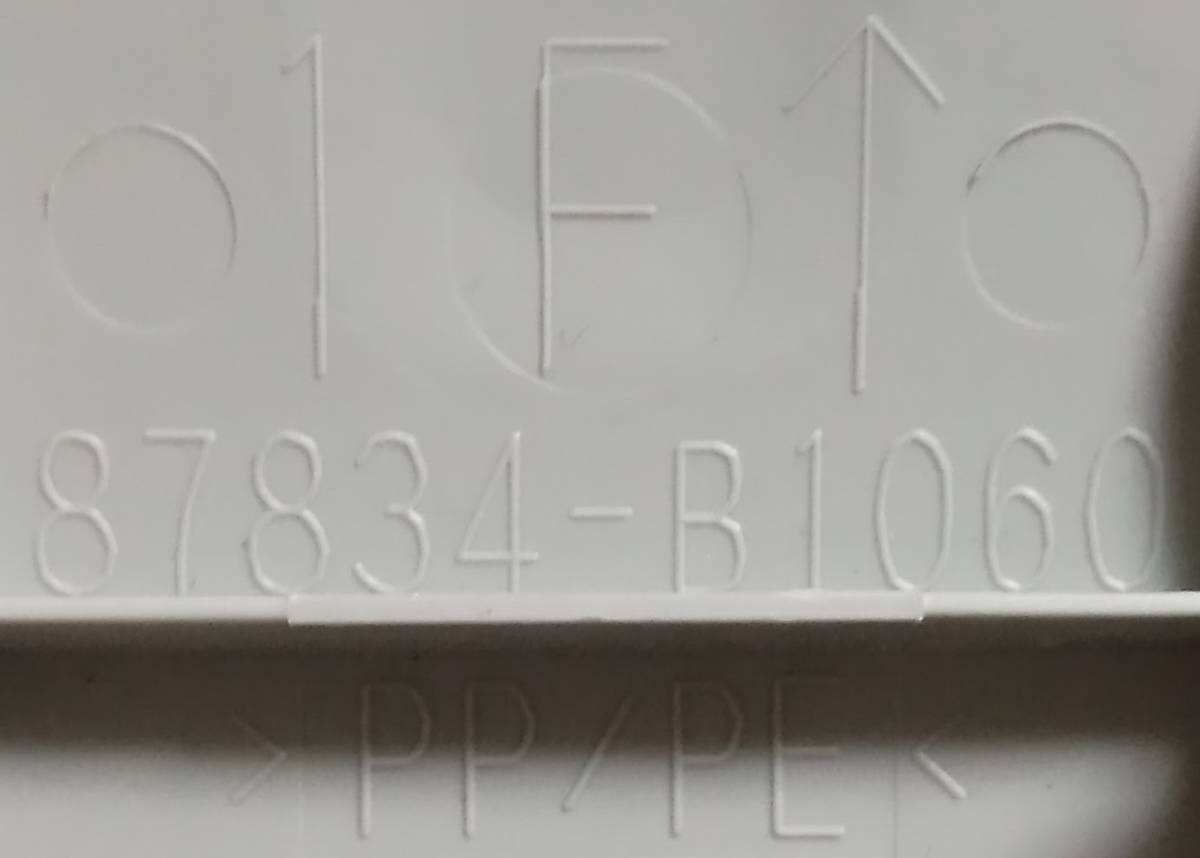 1 F ↑
87834-B1060
>PP/PE<